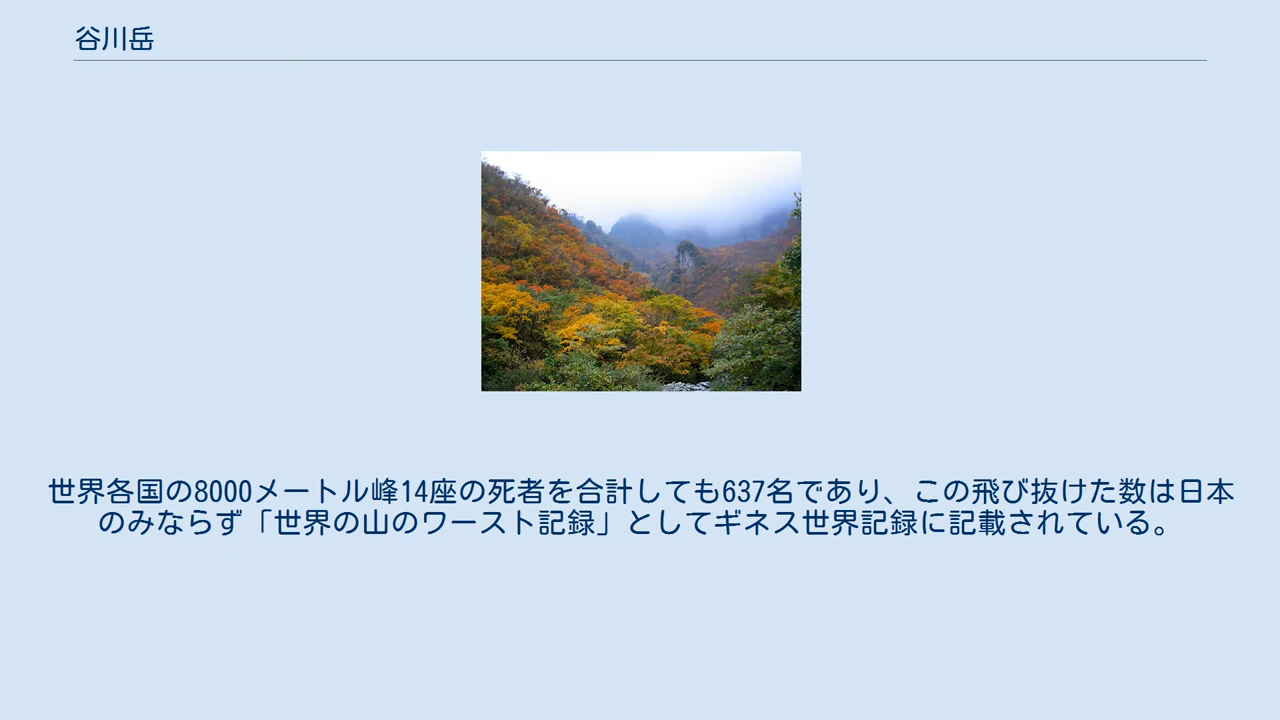 谷川岳
世界各国の8000メートル峰14座の死者を合計しても637名であり、この飛び抜けた数は日本
のみならず「世界の山のワースト記録」としてギネス世界記録に記載されている。